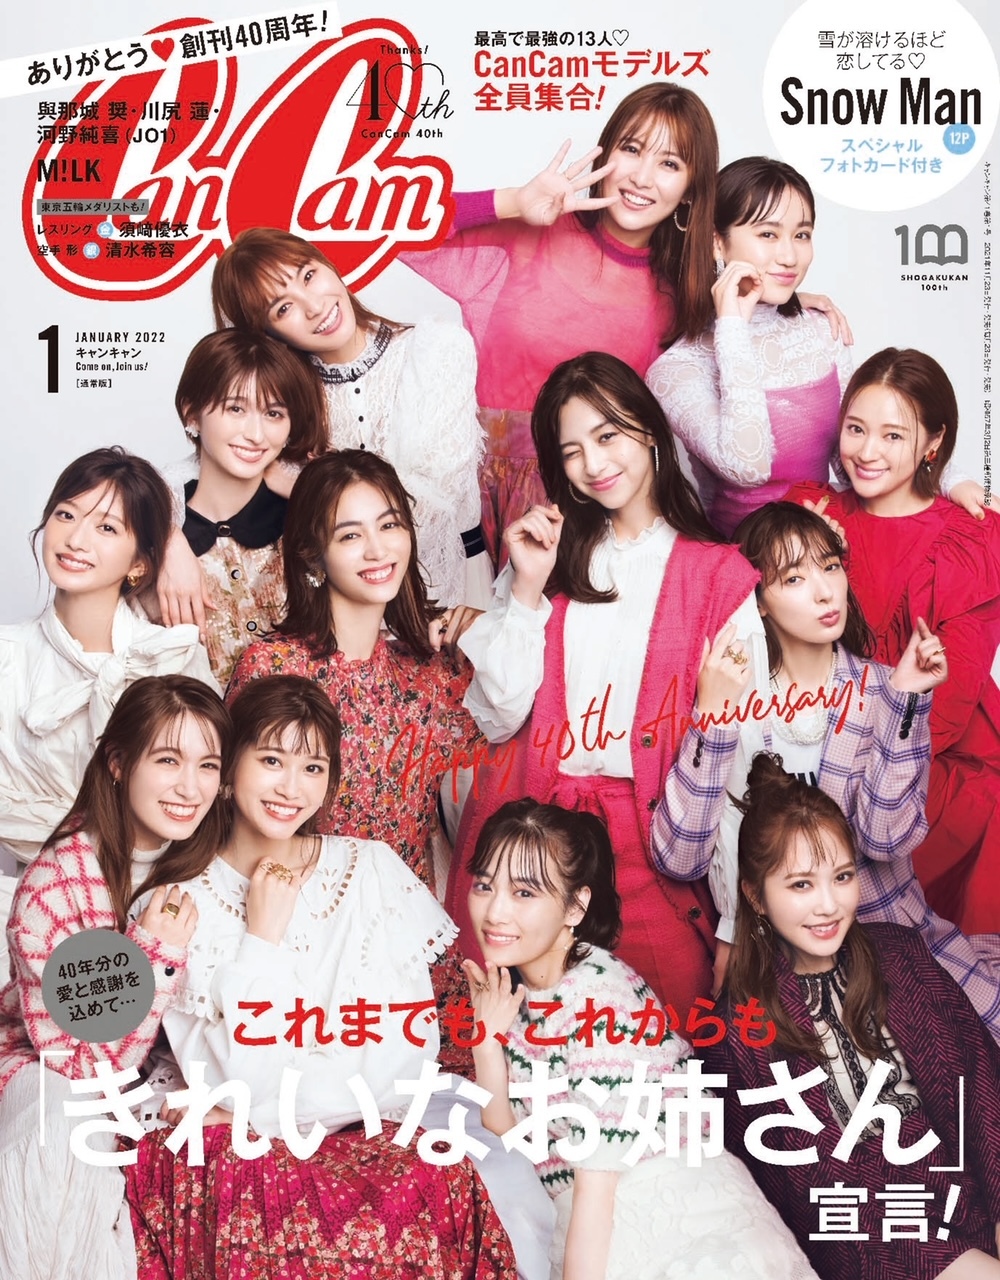 ありがとう♥創刊40周年!
CanCam
Thanks!
40th
CanCam 40th
與那城 奨・川尻 蓮・
河野純喜(JO1)
M!LK
東京五輪メダリストも!
レスリング 金 須﨑優衣
空手 形 銀 清水希容
1
JANUARY 2022
キャンキャン
Come on, Join us!
[通常版]
最高で最強の13人♡
CanCamモデルズ
全員集合!
雪が溶けるほど
恋してる♡
Snow Man
12P
スペシャル
フォトカード付き
100
SHOGAKUKAN
100th
Happy 40th Anniversary!
40年分の
愛と感謝を
込めて…
これまでも、これからも
「きれいなお姉さん」
宣言!